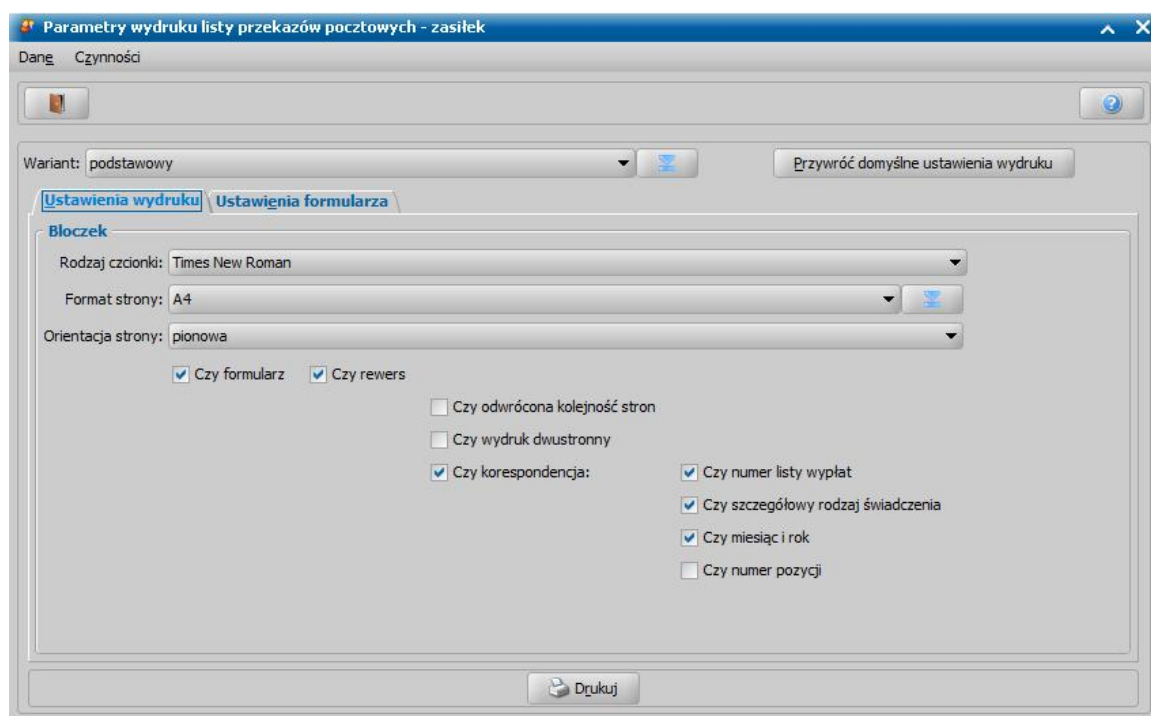 Parametry wydruku listy przekazów pocztowych - zasiłek
Dane Czynności
Wariant: podstawowy Przywróć domyślne ustawienia wydruku
Ustawienia wydruku Ustawienia formularza
Bloczek
Rodzaj czcionki: Times New Roman
Format strony: A4
Orientacja strony: pionowa
Czy formularz Czy rewers
Czy odwrócona kolejność stron
Czy wydruk dwustronny
Czy korespondencja: Czy numer listy wypłat
Czy szczegółowy rodzaj świadczenia
Czy miesiąc i rok
Czy numer pozycji
Drukuj